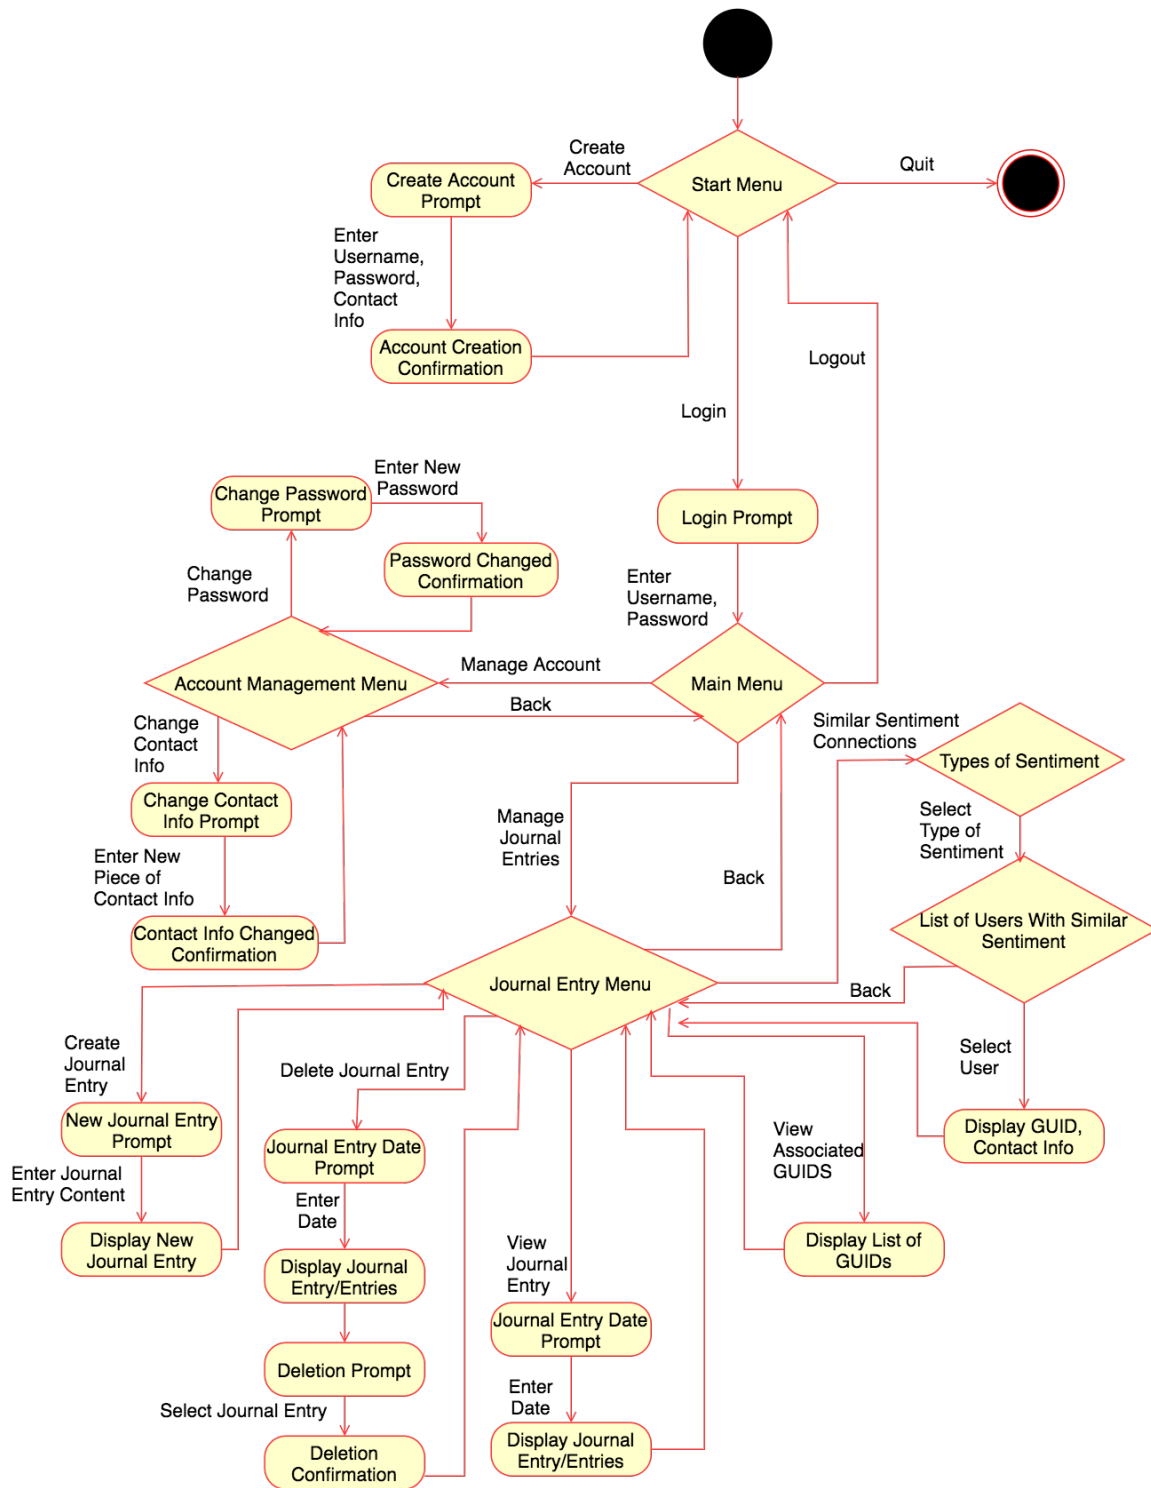 Create
Account
Quit
Create Account
Prompt
Start Menu
Enter
Username,
Password,
Contact
Info
Account Creation
Confirmation
Logout
Login
Enter New
Password
Change Password
Prompt
Login Prompt
Password Changed
Confirmation
Change
Password
Enter
Username,
Password
Manage Account
Account Management Menu
Main Menu
Back
Change
Contact
Info
Similar Sentiment
Connections
Types of Sentiment
Change Contact
Info Prompt
Manage
Journal
Entries
Select
Type of
Sentiment
Enter New
Piece of
Contact Info
Back
Contact Info Changed
Confirmation
List of Users With Similar
Sentiment
Journal Entry Menu
Back
Create
Journal
Entry
Delete Journal Entry
Select
User
New Journal Entry
Prompt
Journal Entry Date
Prompt
View
Associated
GUIDS
Display GUID,
Contact Info
Enter Journal
Entry Content
Enter
Date
Display New
Journal Entry
View
Journal
Entry
Display List of
GUIDs
Display Journal
Entry/Entries
Journal Entry Date
Prompt
Deletion Prompt
Enter
Date
Select Journal Entry
Deletion
Confirmation
Display Journal
Entry/Entries